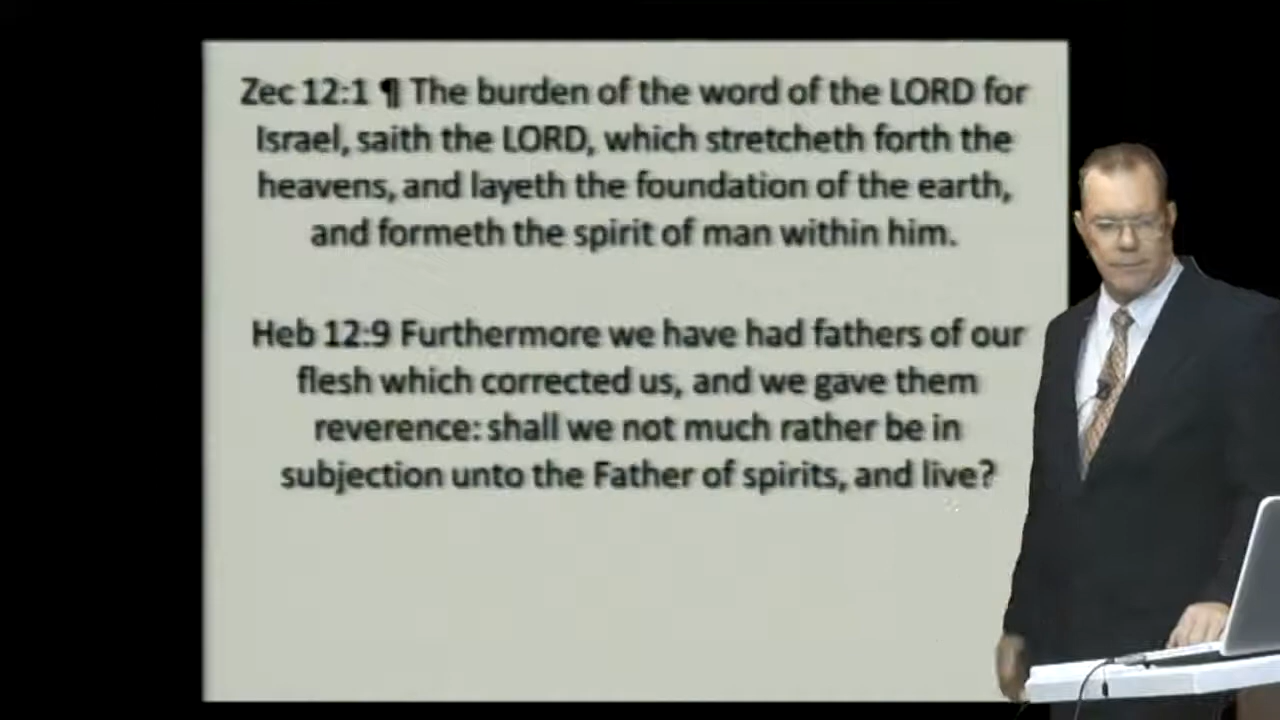 Zec 12:1 ¶ The burden of the word of the LORD for
Israel, saith the LORD, which stretcheth forth the
heavens, and layeth the foundation of the earth,
and formeth the spirit of man within him.
Heb 12:9 Furthermore we have had fathers of our
flesh which corrected us, and we gave them
reverence: shall we not much rather be in
subjection unto the Father of spirits, and live?